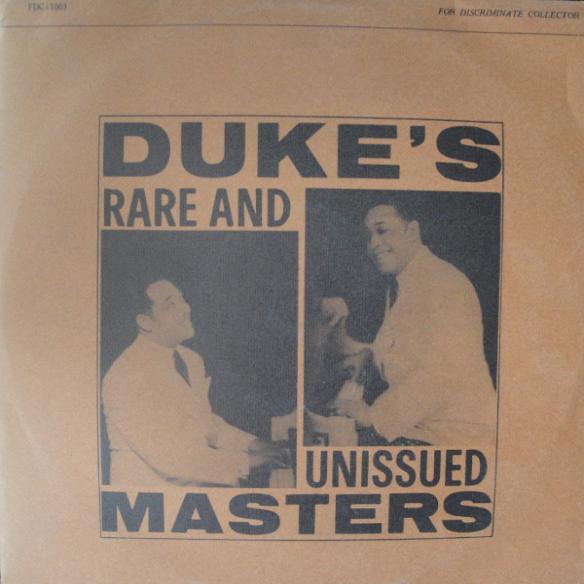 FDC-1003
FOR DISCRIMINATE COLLECTOR
DUKE'S
RARE AND
UNISSUED
MASTERS